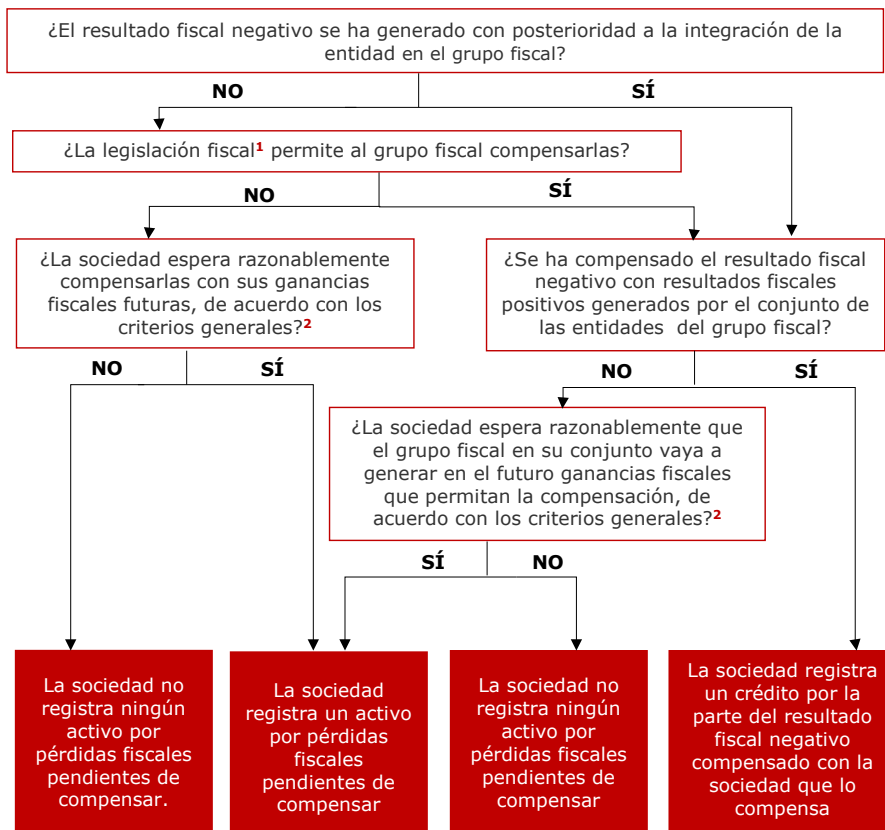 ¿El resultado fiscal negativo se ha generado con posterioridad a la integración de la
entidad en el grupo fiscal?
NO
SÍ
¿La legislación fiscal¹ permite al grupo fiscal compensarlas?
NO
SÍ
¿La sociedad espera razonablemente
compensarlas con sus ganancias
fiscales futuras, de acuerdo con los
criterios generales?²
¿Se ha compensado el resultado fiscal
negativo con resultados fiscales
positivos generados por el conjunto de
las entidades del grupo fiscal?
NO
SÍ
NO
SÍ
¿La sociedad espera razonablemente que
el grupo fiscal en su conjunto vaya a
generar en el futuro ganancias fiscales
que permitan la compensación, de
acuerdo con los criterios generales?²
SÍ
NO
La sociedad no
registra ningún
activo por
pérdidas fiscales
pendientes de
compensar.
La sociedad
registra un activo
por pérdidas
fiscales
pendientes de
compensar
La sociedad no
registra ningún
activo por
pérdidas fiscales
pendientes de
compensar
La sociedad registra
un crédito por la
parte del resultado
fiscal negativo
compensado con la
sociedad que lo
compensa